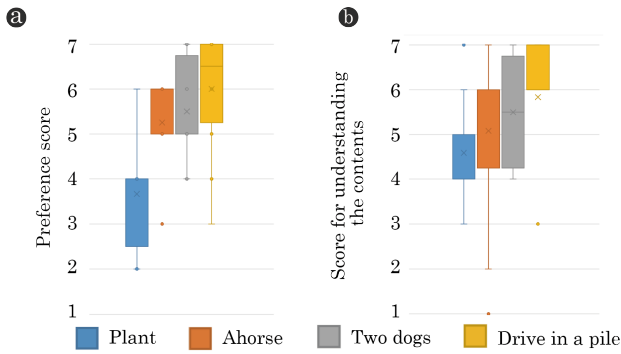 a
b
7
6
5
4
3
2
1
Preference score
7
6
5
4
3
2
1
Score for understanding
the contents
Plant
Ahorse
Two dogs
Drive in a pile